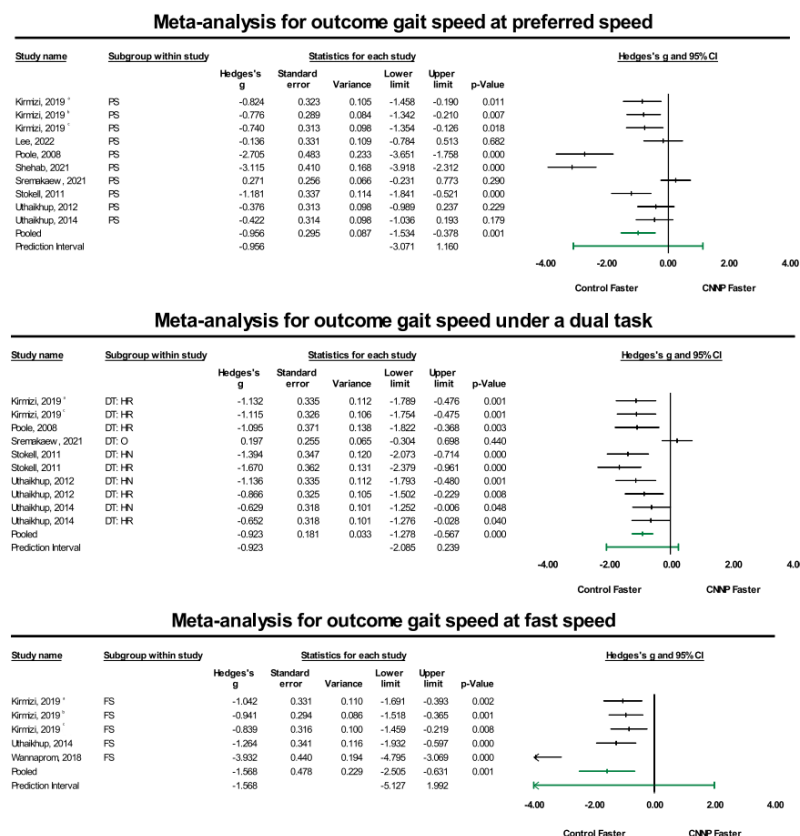 Meta-analysis for outcome gait speed at preferred speed
Study name Subgroup within study Statistics for each study Hedges's g and 95% CI
Hedges's Standard Lower Upper
g error Variance limit limit p-Value
Kirmizi, 2019 PS -0.824 0.323 0.105 -1.458 -0.190 0.011
Kirmizi, 2019 PS -0.776 0.289 0.084 -1.342 -0.210 0.007
Kirmizi, 2019 PS -0.740 0.313 0.098 -1.354 -0.126 0.018
Lee, 2022 PS -0.136 0.331 0.109 -0.784 0.513 0.682
Poole, 2008 PS -2.705 0.483 0.233 -3.651 -1.758 0.000
Shehab, 2021 PS -3.115 0.410 0.168 -3.918 -2.312 0.000
Sremakaew, 2021 PS 0.271 0.256 0.066 -0.231 0.773 0.290
Stokell, 2011 PS -1.181 0.337 0.114 -1.841 -0.521 0.000
Uthaikhup, 2012 PS -0.376 0.313 0.098 -0.989 0.237 0.229
Uthaikhup, 2014 PS -0.422 0.314 0.098 -1.036 0.193 0.179
Pooled -0.956 0.295 0.087 -1.534 -0.378 0.001
Prediction Interval -0.956 -3.071 1.160
-4.00 -2.00 0.00 2.00 4.00
Control Faster CNNP Faster
Meta-analysis for outcome gait speed under a dual task
Study name Subgroup within study Statistics for each study Hedges's g and 95% CI
Hedges's Standard Lower Upper
g error Variance limit limit p-Value
Kirmizi, 2019 DT: HR -1.132 0.335 0.112 -1.789 -0.476 0.001
Kirmizi, 2019 DT: HR -1.115 0.326 0.106 -1.754 -0.475 0.001
Poole, 2008 DT: HR -1.095 0.371 0.138 -1.822 -0.368 0.003
Sremakaew, 2021 DT: O 0.197 0.255 0.065 -0.304 0.698 0.440
Stokell, 2011 DT: HN -1.394 0.347 0.120 -2.073 -0.714 0.000
Stokell, 2011 DT: HR -1.670 0.362 0.131 -2.379 -0.961 0.000
Uthaikhup, 2012 DT: HN -1.136 0.335 0.112 -1.793 -0.480 0.001
Uthaikhup, 2012 DT: HR -0.866 0.325 0.105 -1.502 -0.229 0.008
Uthaikhup, 2014 DT: HN -0.629 0.318 0.101 -1.252 -0.006 0.048
Uthaikhup, 2014 DT: HR -0.652 0.318 0.101 -1.276 -0.028 0.040
Pooled -0.923 0.181 0.033 -1.278 -0.567 0.000
Prediction Interval -0.923 -2.085 0.239
-4.00 -2.00 0.00 2.00 4.0
Control Faster CNNP Faster
Meta-analysis for outcome gait speed at fast speed
Study name Subgroup within study Statistics for each study Hedges's g and 95% CI
Hedges's Standard Lower Upper
g error Variance limit limit p-Value
Kirmizi, 2019 FS -1.042 0.331 0.110 -1.691 -0.393 0.002
Kirmizi, 2019 FS -0.941 0.294 0.086 -1.518 -0.365 0.001
Kirmizi, 2019 FS -0.839 0.316 0.100 -1.459 -0.219 0.008
Uthaikhup, 2014 FS -1.264 0.341 0.116 -1.932 -0.597 0.000
Wannaprom, 2018 FS -3.932 0.440 0.194 -4.795 -3.069 0.000
Pooled -1.568 0.478 0.229 -2.505 -0.631 0.001
Prediction Interval -1.568 -5.127 1.992
-4.00 -2.00 0.00 2.00 4.00
Control Faster CNNP Faster